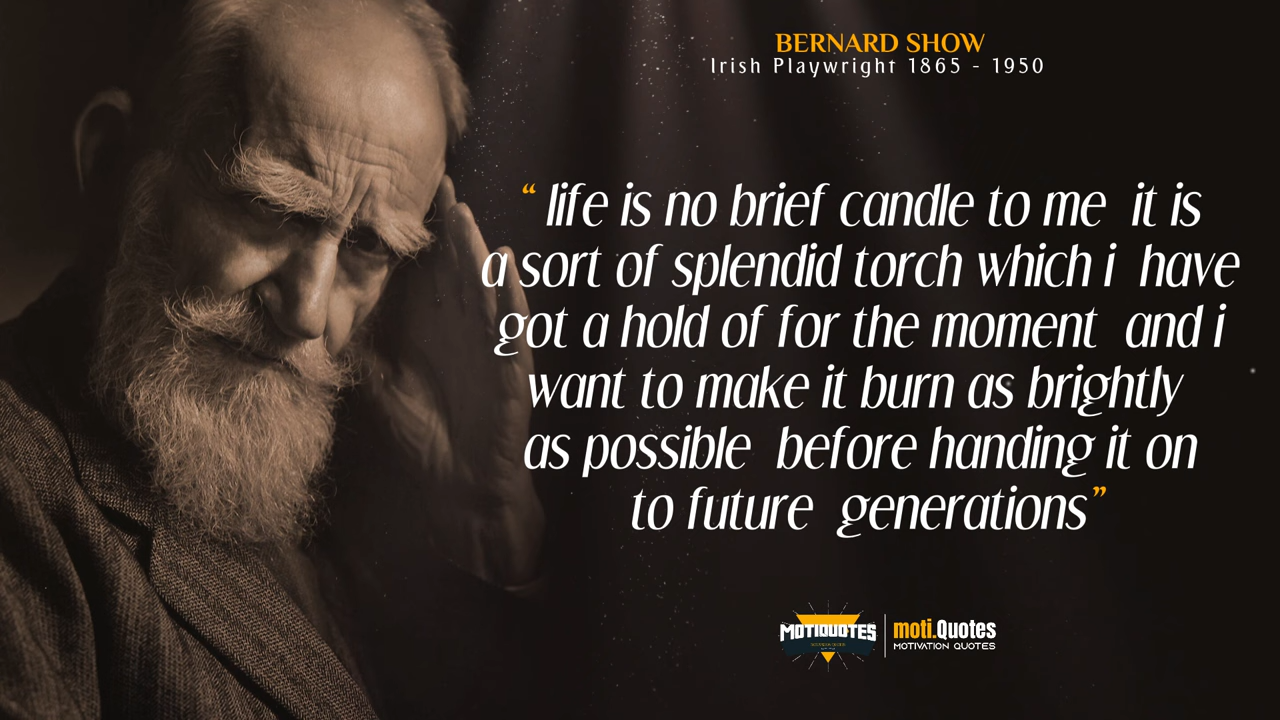 BERNARD SHOW
Irish Playwright 1865 - 1950
“ life is no brief candle to me it is
a sort of splendid torch which i have
got a hold of for the moment and i
want to make it burn as brightly
as possible before handing it on
to future generations”
MOTIQUOTES
moti.Quotes
MOTIVATION QUOTES